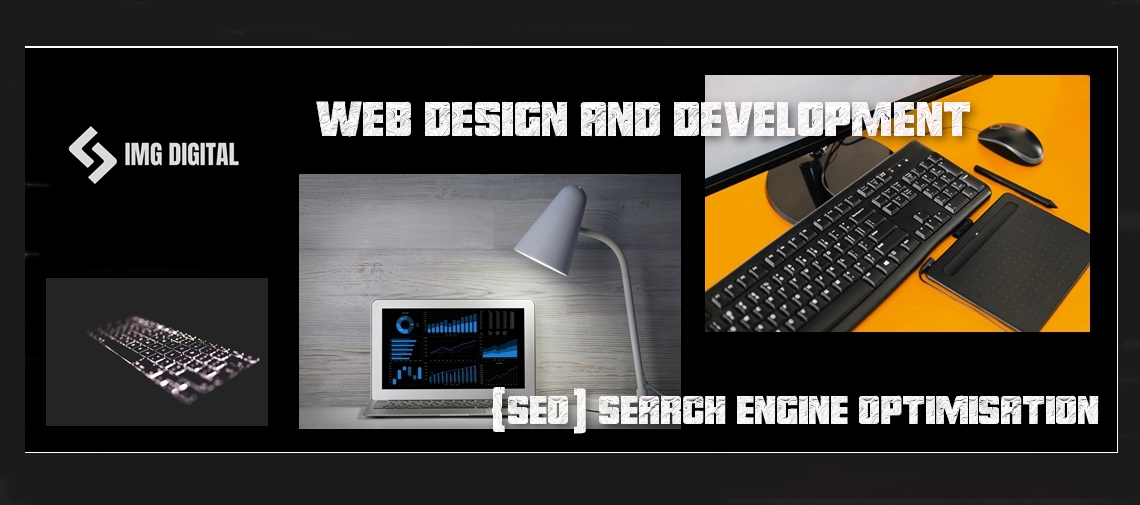 WEB DESIGN AND DEVELOPMENT
IMG DIGITAL
[SEO] SEARCH ENGINE OPTIMISATION